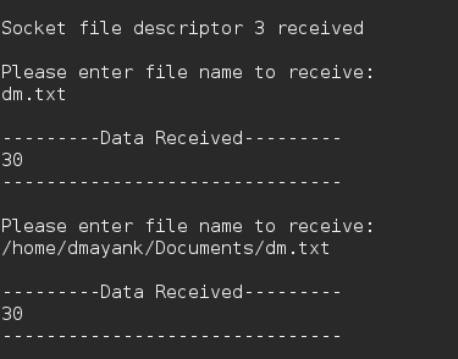 Socket file descriptor 3 received
Please enter file name to receive:
dm.txt
---------Data Received---------
30
-------------------------------
Please enter file name to receive:
/home/dmayank/Documents/dm.txt
---------Data Received---------
30
-------------------------------